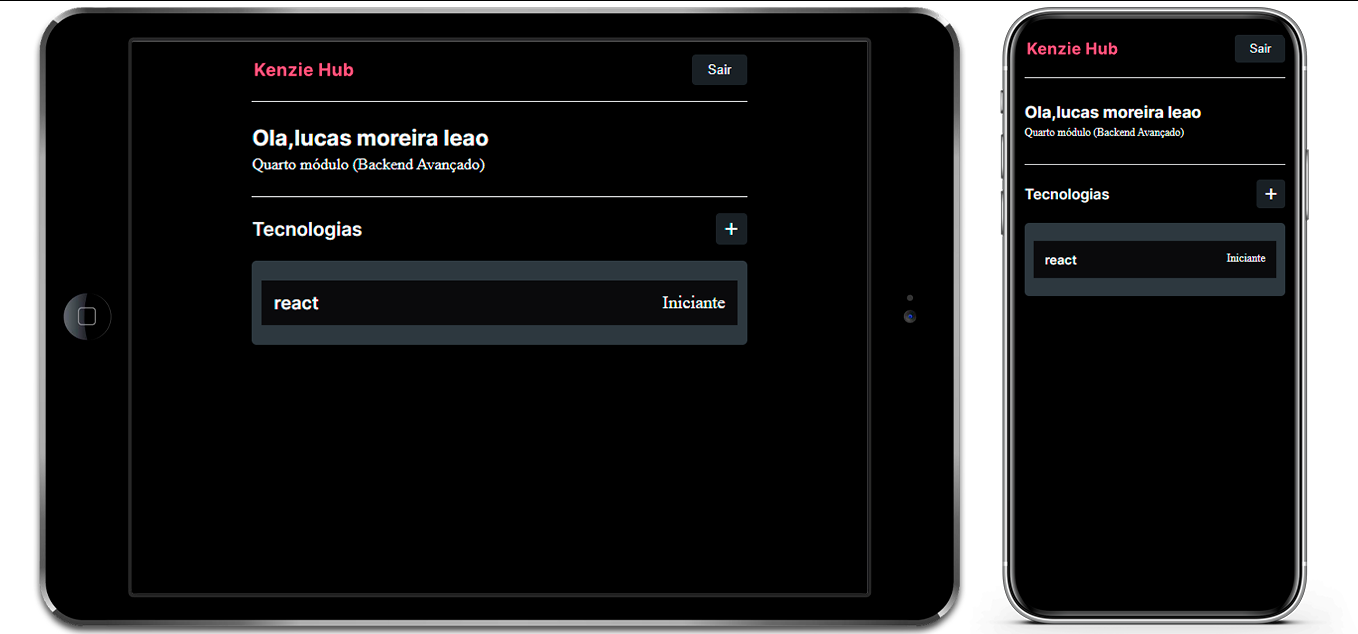 Kenzie Hub
Sair
Ola,lucas moreira leao
Quarto módulo (Backend Avançado)
Tecnologias
+
react
Iniciante
Kenzie Hub
Sair
Ola,lucas moreira leao
Quarto módulo (Backend Avançado)
Tecnologias
+
react
Iniciante